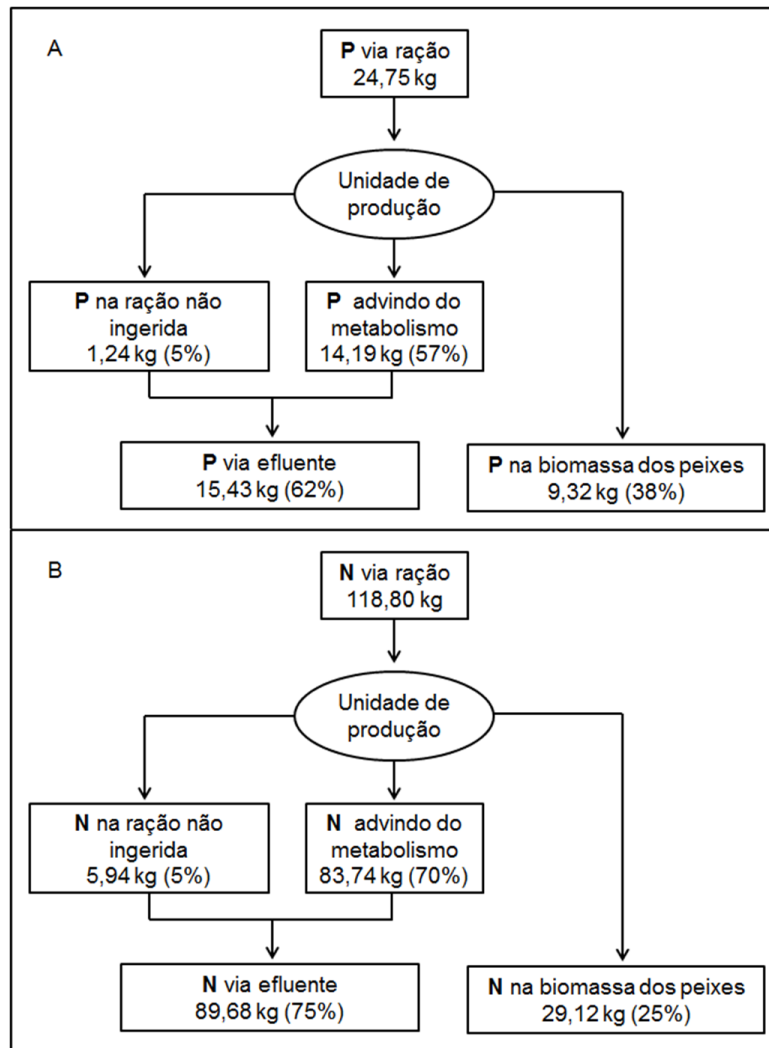 A
P via ração
24,75 kg
Unidade de
produção
P na ração não
ingerida
1,24 kg (5%)
P advindo do
metabolismo
14,19 kg (57%)
P via efluente
15,43 kg (62%)
P na biomassa dos peixes
9,32 kg (38%)
B
N via ração
118,80 kg
Unidade de
produção
N na ração não
ingerida
5,94 kg (5%)
N advindo do
metabolismo
83,74 kg (70%)
N via efluente
89,68 kg (75%)
N na biomassa dos peixes
29,12 kg (25%)